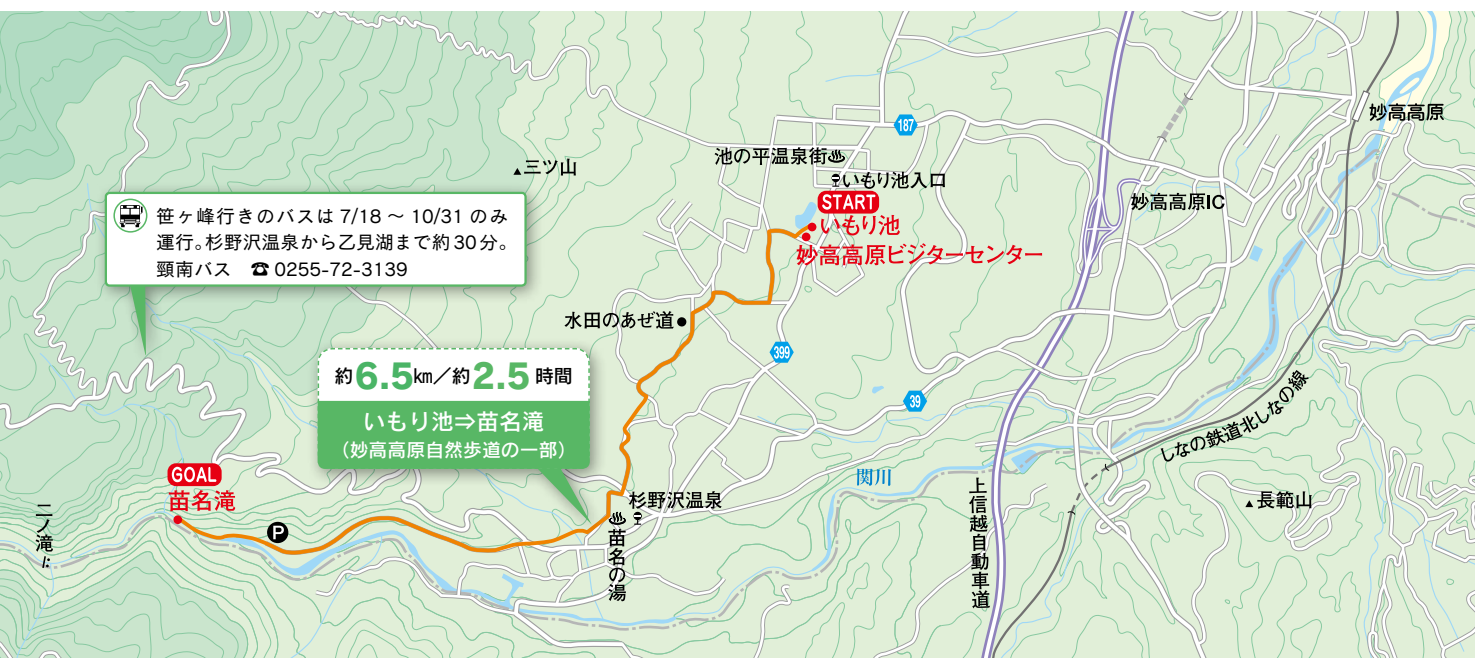 妙高高原
187
池の平温泉街
いもり池入口
▲三ツ山
START
いもり池
妙高高原ビジターセンター
妙高高原IC
笹ヶ峰行きのバスは 7/18 ~ 10/31 のみ
運行。杉野沢温泉から乙見湖まで約30分。
頸南バス ☎ 0255-72-3139
水田のあぜ道●
399
約6.5km/約2.5時間
いもり池⇒苗名滝
(妙高高原自然歩道の一部)
39
しなの鉄道北しなの線
GOAL
苗名滝
関川
上信越自動車道
▲長範山
杉野沢温泉
苗名の湯
二ノ滝
P